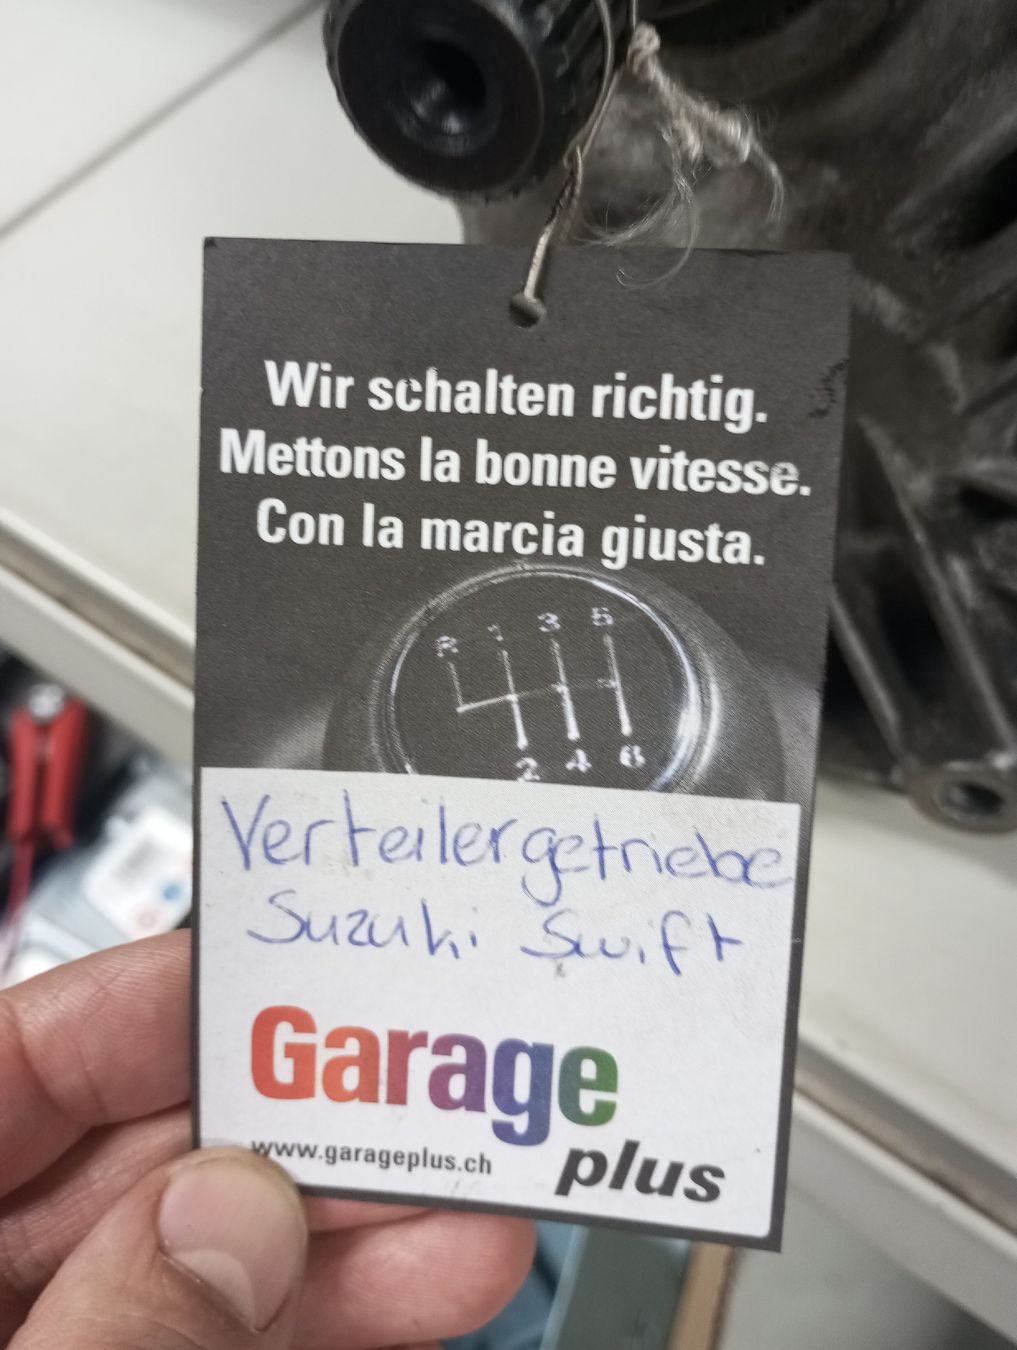 Wir schalten richtig.
Mettons la bonne vitesse.
Con la marcia giusta.
R 1 3 5
2 4 6
Verteilergetriebe
Suzuki Swift
Garage
plus
www.garageplus.ch